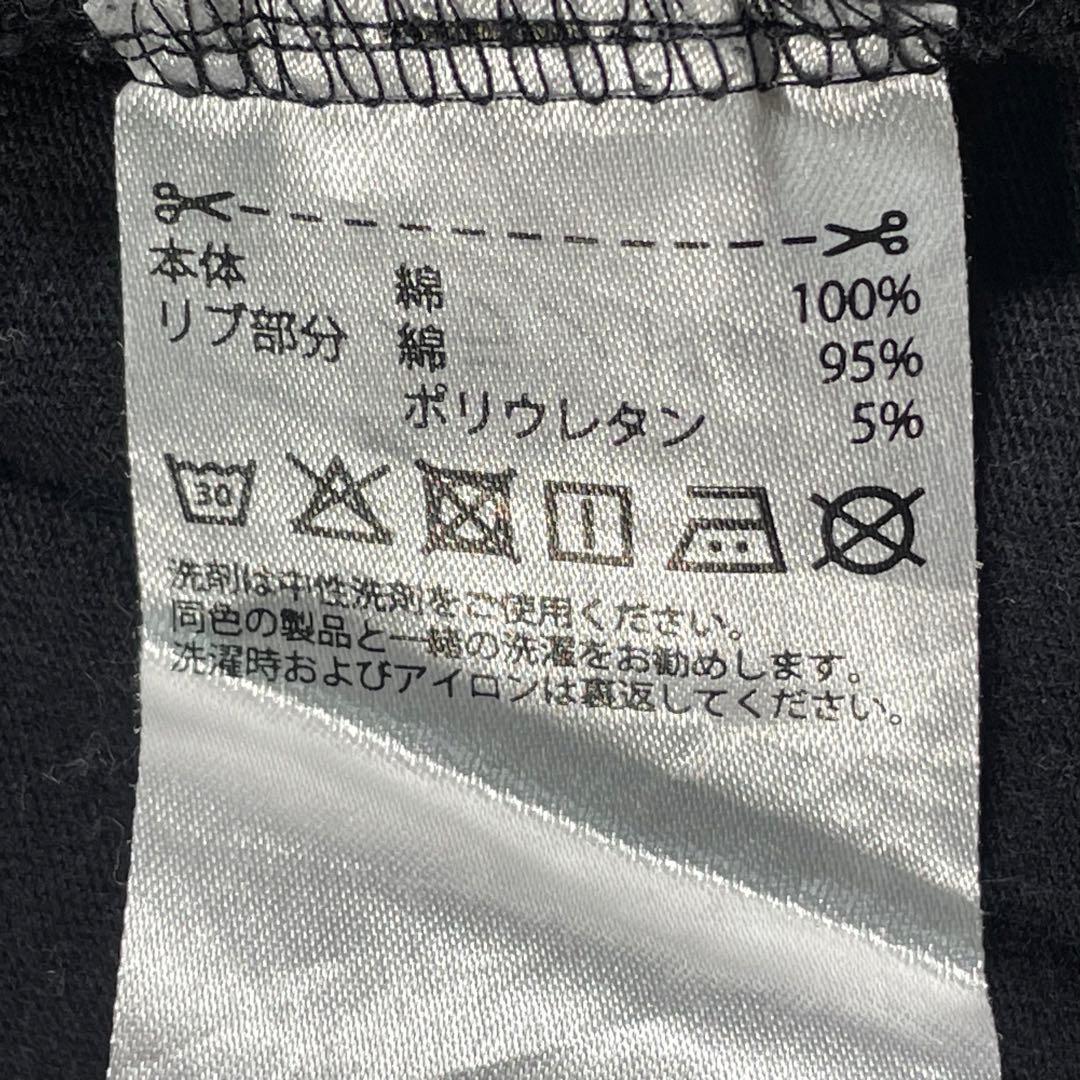 本体 綿 100%
リブ部分 綿 95%
ポリウレタン 5%
30
洗剤は中性洗剤をご使用ください。
同色の製品と一緒の洗濯をお勧めします。
洗濯時およびアイロンは裏返してください。